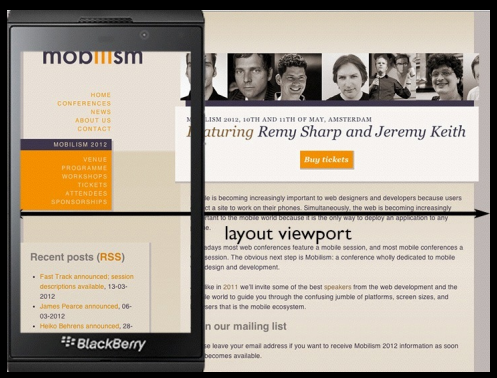 mobilism
HOME
CONFERENCES
NEWS
ABOUT US
CONTACT
MOBILISM 2012
VENUE
PROGRAMME
WORKSHOPS
TICKETS
ATTENDEES
SPONSORSHIPS
Recent posts (RSS)
Fast Track announced: session
descriptions available, 13-03-
2012
James Pearce announced, 06-
03-2012
Heiko Behrens announced, 28-
BlackBerry
MOBILISM 2012, 10TH AND 11TH OF MAY, AMSTERDAM
Featuring Remy Sharp and Jeremy Keith
Buy tickets
le is becoming increasingly important to web designers and developers because users
ct a site to work on their phones. Simultaneously, the web is becoming increasingly
rtant to the mobile world because it is the only way to deploy an application to any
e.
layout viewport
adays most web conferences feature a mobile session, and most mobile conferences a
session. The obvious next step is Mobilism: a conference wholly dedicated to mobile
design and development.
like in 2011 we'll invite some of the best speakers from the web development and the
le world to guide you through the confusing jumble of platforms, screen sizes, and
sers that is the mobile ecosystem.
n our mailing list
se leave your email address if you want to receive Mobilism 2012 information as soon
becomes available.